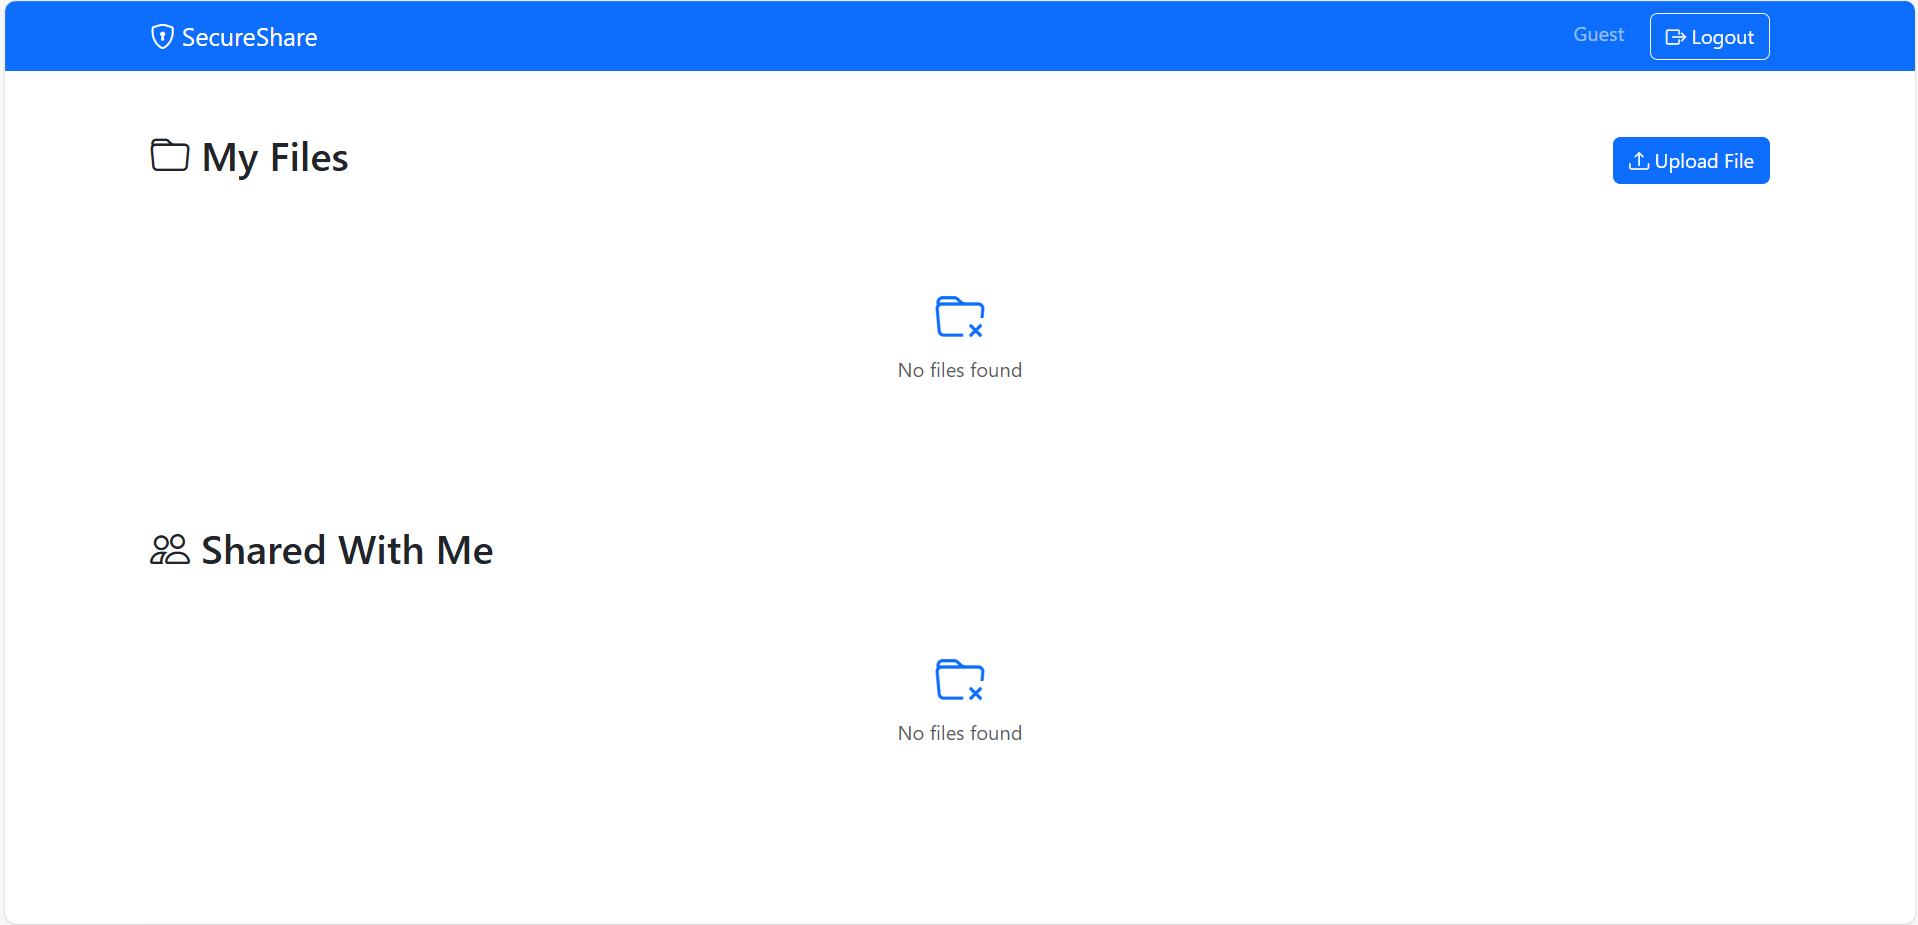 SecureShare
Guest
Logout
My Files
Upload File
No files found
Shared With Me
No files found